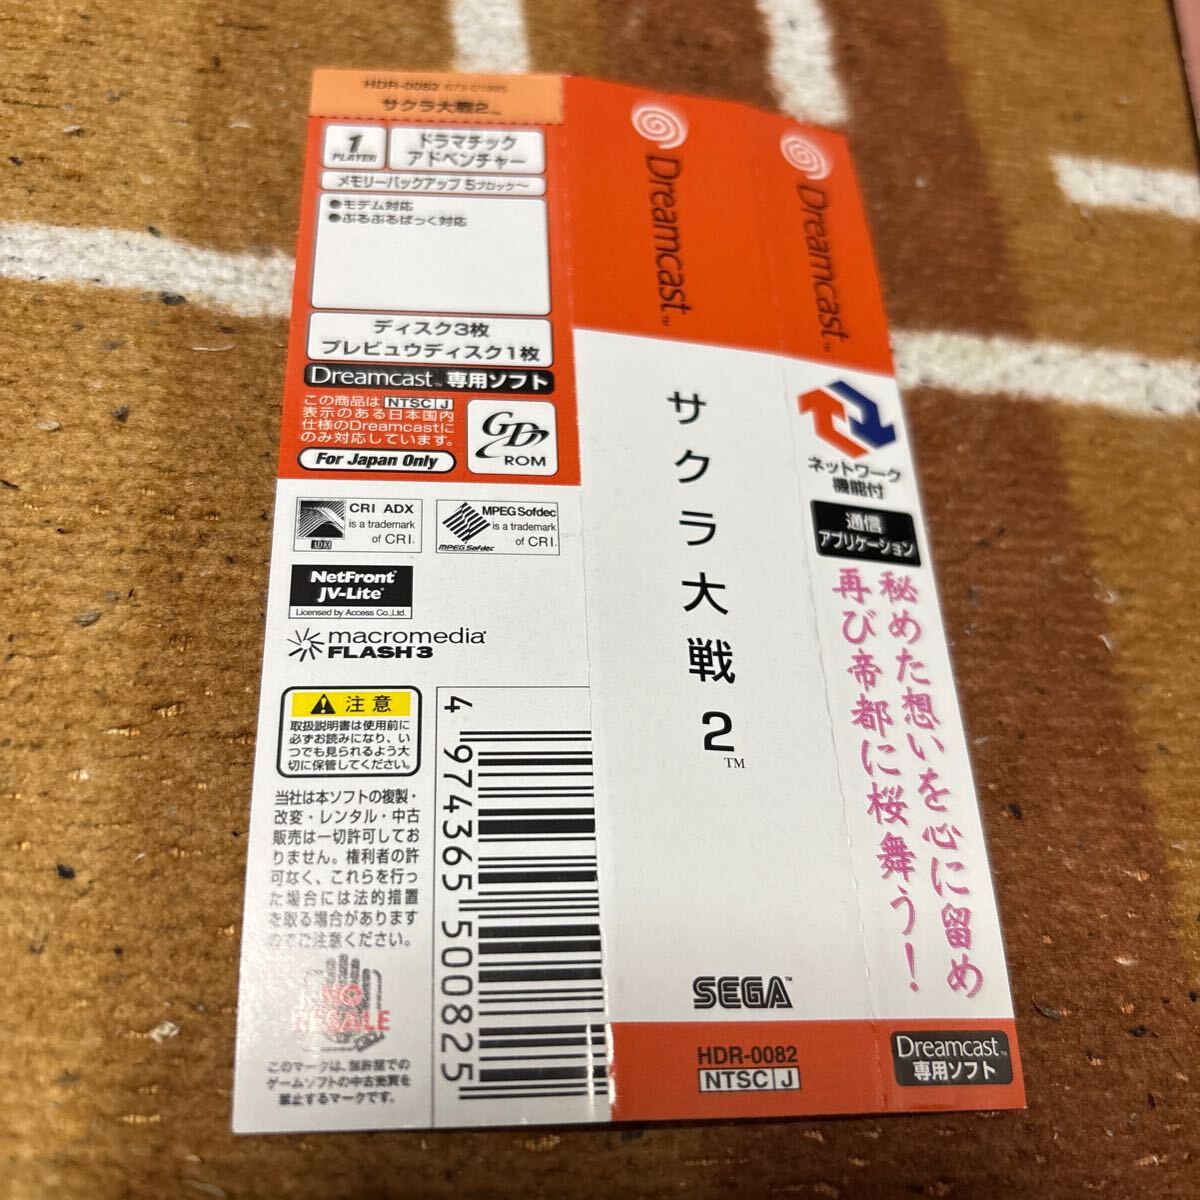 HDR-0082 673-01995
サクラ大戦2™
1
PLAYER
ドラマチック
アドベンチャー
メモリーバックアップ 5ブロック〜
●モデム対応
●ぷるぷるぱっく対応
ディスク3枚
プレビュウディスク1枚
Dreamcast™ 専用ソフト
この商品は NTSC J
表示のある日本国内
仕様のDreamcastに
のみ対応しています。
For Japan Only
GD
ROM
CRI ADX
is a trademark
of CRI.
ADX
MPEG Sofdec
is a trademark
of CRI.
MPEG Sofdec
NetFront®
JV-Lite®
Licensed by Access Co.,Ltd.
macromedia®
FLASH 3
注意
取扱説明書は使用前に
必ずお読みになり、い
つでも見られるよう大
切に保管してください。
当社は本ソフトの複製・
改変・レンタル・中古
販売は一切許可してお
りません。権利者の許
可なく、これらを行っ
た場合には法的措置
を取る場合があります
のでご注意ください。
NO
RESALE
このマークは、無許諾での
ゲームソフトの中古売買を
禁止するマークです。
4 974365 500825
Dreamcast™
サクラ大戦2™
SEGA™
HDR-0082
NTSC J
Dreamcast™
ネットワーク
機能付
通信
アプリケーション
秘めた想いを心に留め
再び帝都に桜舞う！
Dreamcast™
専用ソフト